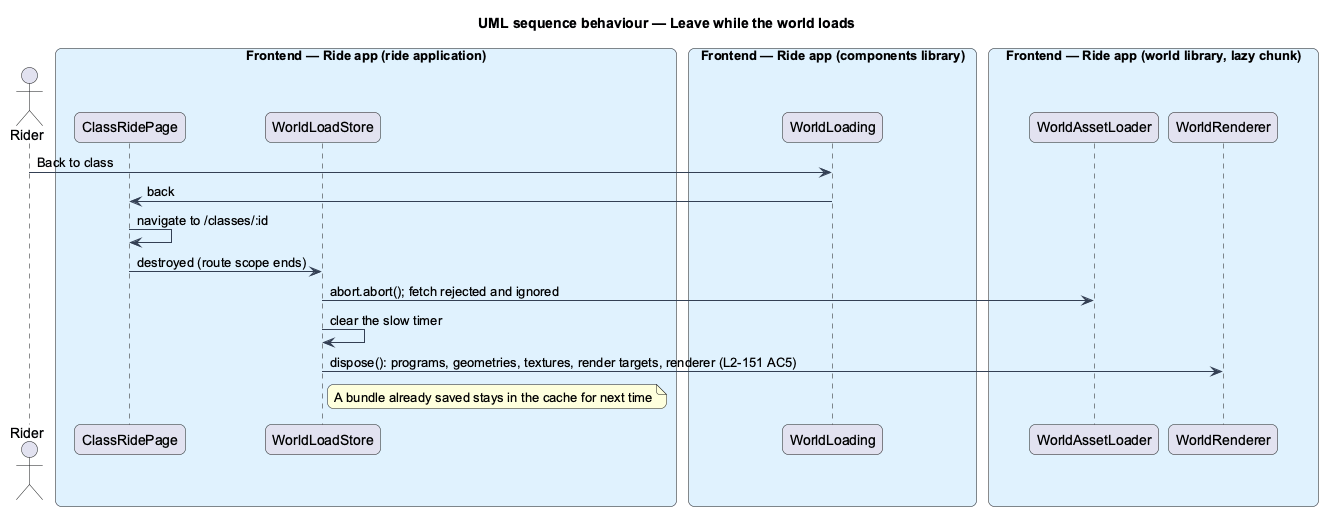 UML sequence behaviour — Leave while the world loads
Frontend — Ride app (ride application)
Frontend — Ride app (components library)
Frontend — Ride app (world library, lazy chunk)
Rider
ClassRidePage
WorldLoadStore
WorldLoading
WorldAssetLoader
WorldRenderer
Back to class
back
navigate to /classes/:id
destroyed (route scope ends)
abort.abort(); fetch rejected and ignored
clear the slow timer
dispose(): programs, geometries, textures, render targets, renderer (L2-151 AC5)
A bundle already saved stays in the cache for next time
Rider
ClassRidePage
WorldLoadStore
WorldLoading
WorldAssetLoader
WorldRenderer